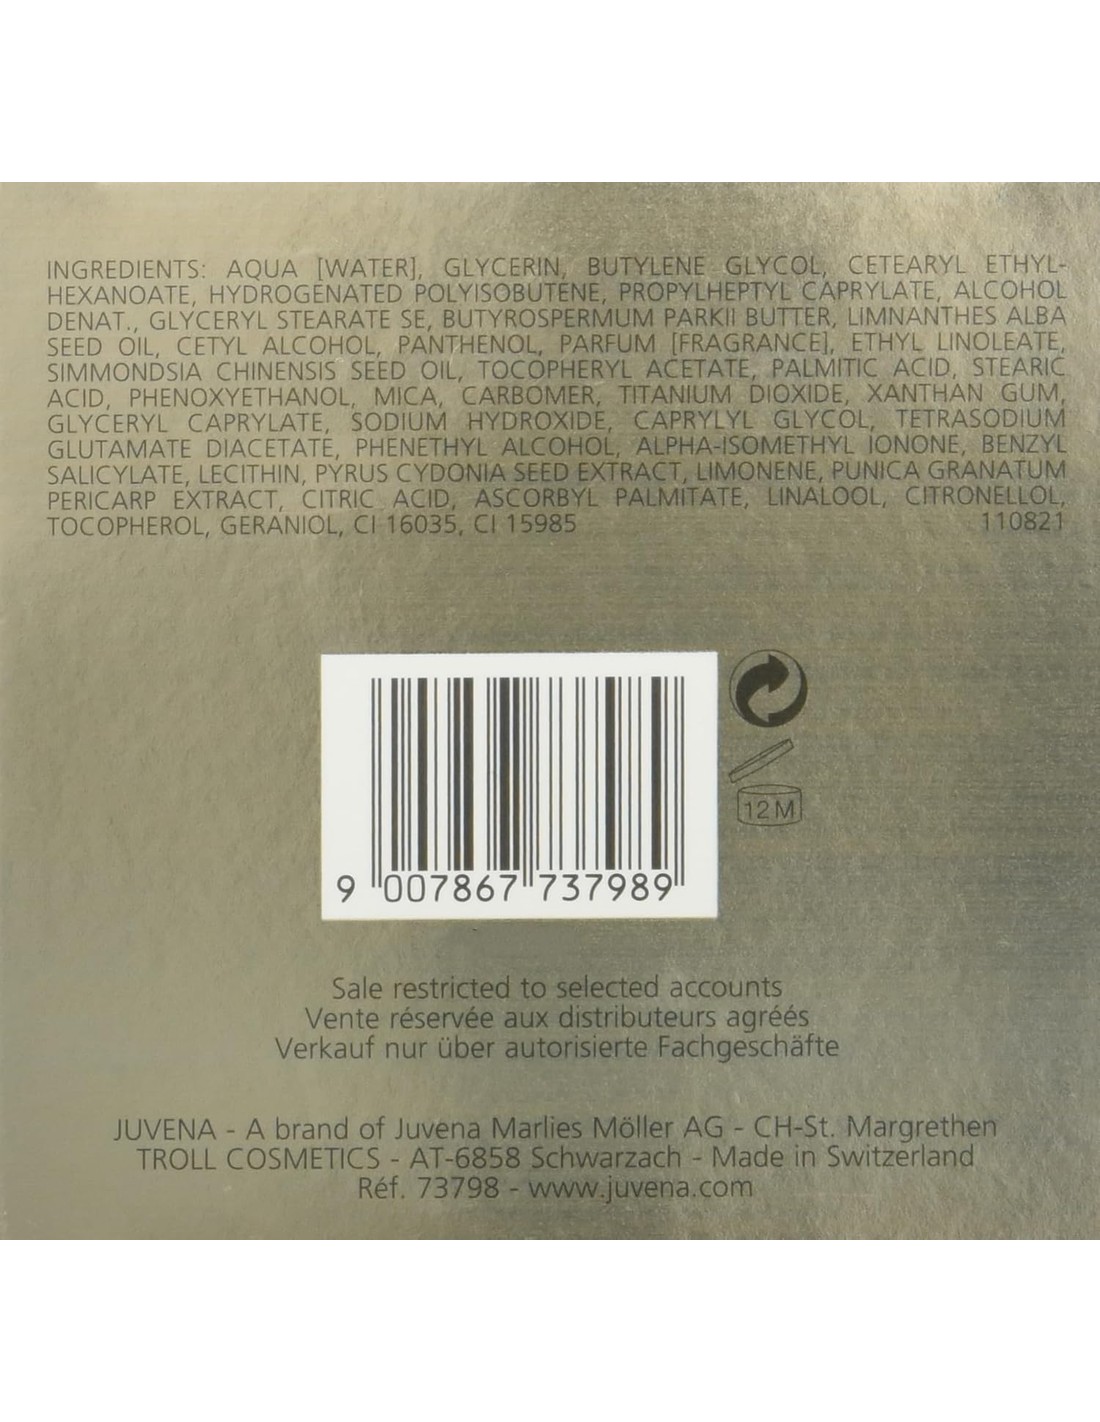 INGREDIENTS: AQUA [WATER], GLYCERIN, BUTYLENE GLYCOL, CETEARYL ETHYL-
HEXANOATE, HYDROGENATED POLYISOBUTENE, PROPYLHEPTYL CAPRYLATE, ALCOHOL
DENAT., GLYCERYL STEARATE SE, BUTYROSPERMUM PARKII BUTTER, LIMNANTHES ALBA
SEED OIL, CETYL ALCOHOL, PANTHENOL, PARFUM [FRAGRANCE], ETHYL LINOLEATE,
SIMMONDSIA CHINENSIS SEED OIL, TOCOPHERYL ACETATE, PALMITIC ACID, STEARIC
ACID, PHENOXYETHANOL, MICA, CARBOMER, TITANIUM DIOXIDE, XANTHAN GUM,
GLYCERYL CAPRYLATE, SODIUM HYDROXIDE, CAPRYLYL GLYCOL, TETRASODIUM
GLUTAMATE DIACETATE, PHENETHYL ALCOHOL, ALPHA-ISOMETHYL IONONE, BENZYL
SALICYLATE, LECITHIN, PYRUS CYDONIA SEED EXTRACT, LIMONENE, PUNICA GRANATUM
PERICARP EXTRACT, CITRIC ACID, ASCORBYL PALMITATE, LINALOOL, CITRONELLOL,
TOCOPHEROL, GERANIOL, CI 16035, CI 15985 110821
12 M
9 007867 737989
Sale restricted to selected accounts
Vente réservée aux distributeurs agréés
Verkauf nur über autorisierte Fachgeschäfte
JUVENA - A brand of Juvena Marlies Möller AG - CH-St. Margrethen
TROLL COSMETICS - AT-6858 Schwarzach - Made in Switzerland
Réf. 73798 - www.juvena.com